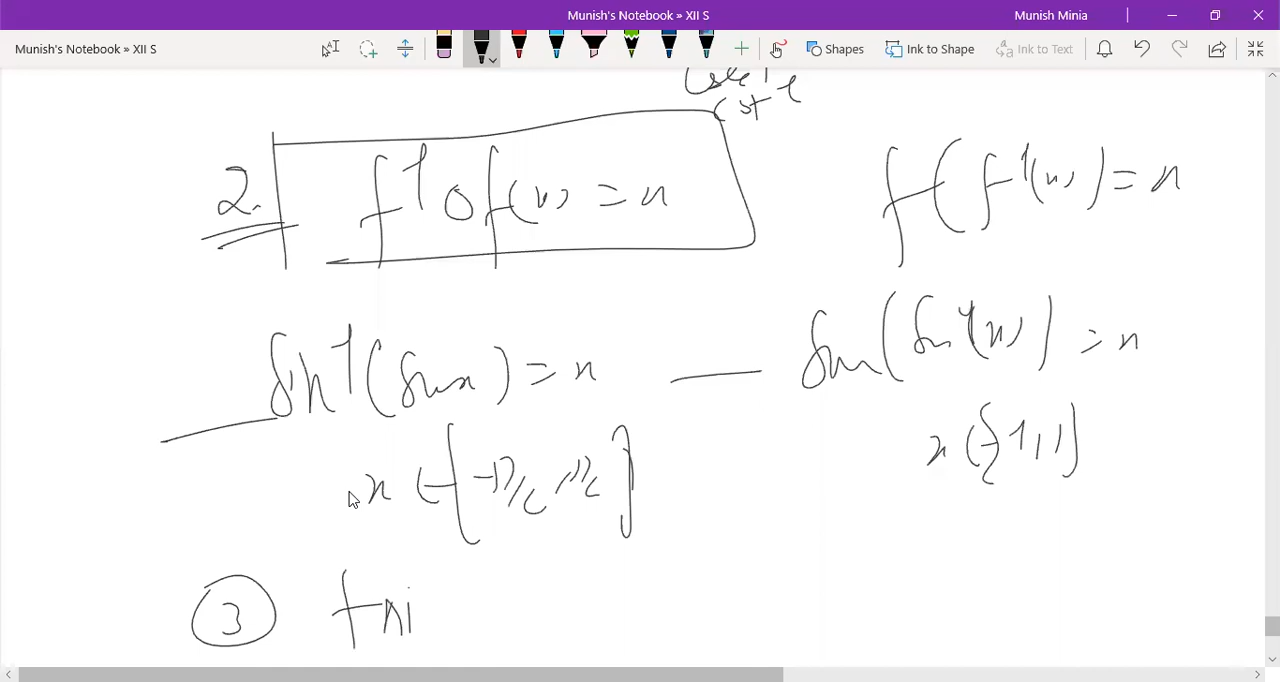 Munish's Notebook » XII S
Munish Minia
Munish's Notebook » XII S
Shapes
Ink to Shape
Ink to Text
2. f⁻¹ o f(x) = x
f(f⁻¹(x)) = x
sin⁻¹(sin x) = x — sin(sin⁻¹(x)) = x
x ∈ [-π/2, π/2]
x ∈ [-1, 1]
3